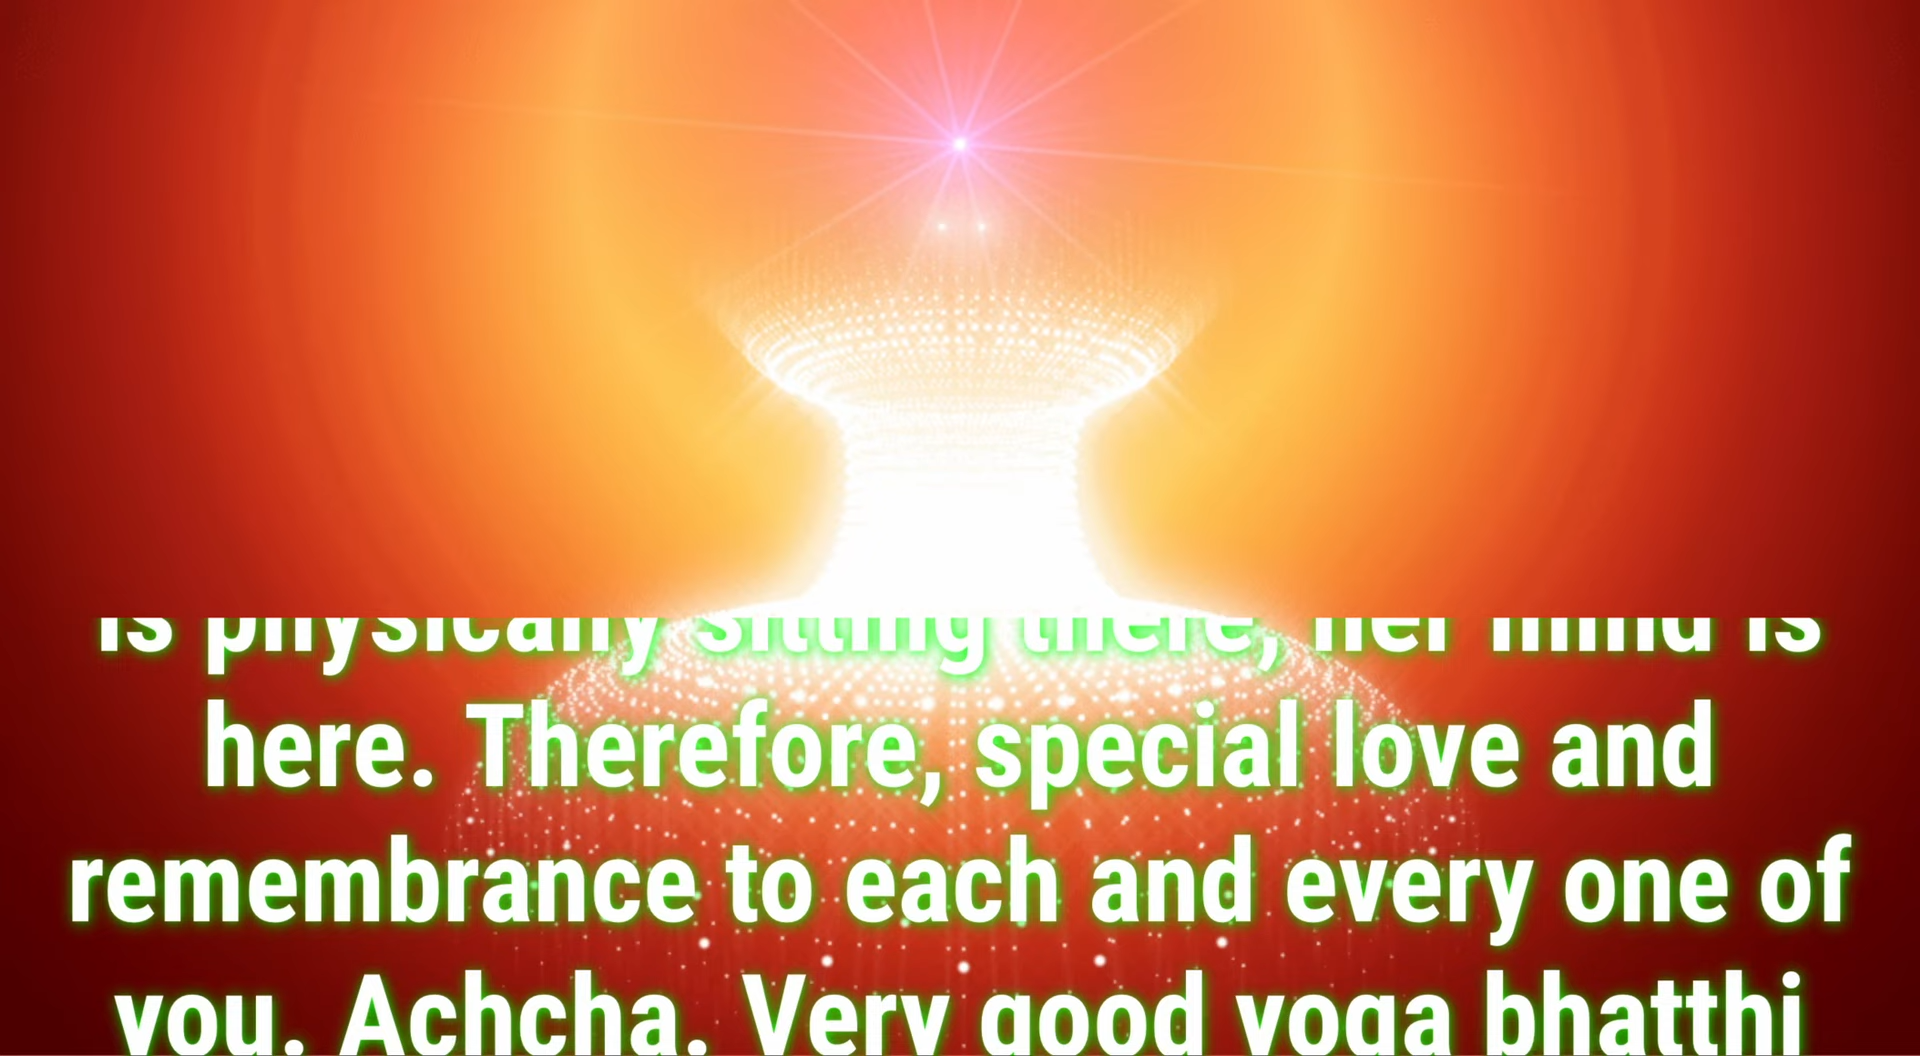 is physically sitting there, her mind is
here. Therefore, special love and
remembrance to each and every one of
you. Achcha. Very good yoga bhatthi